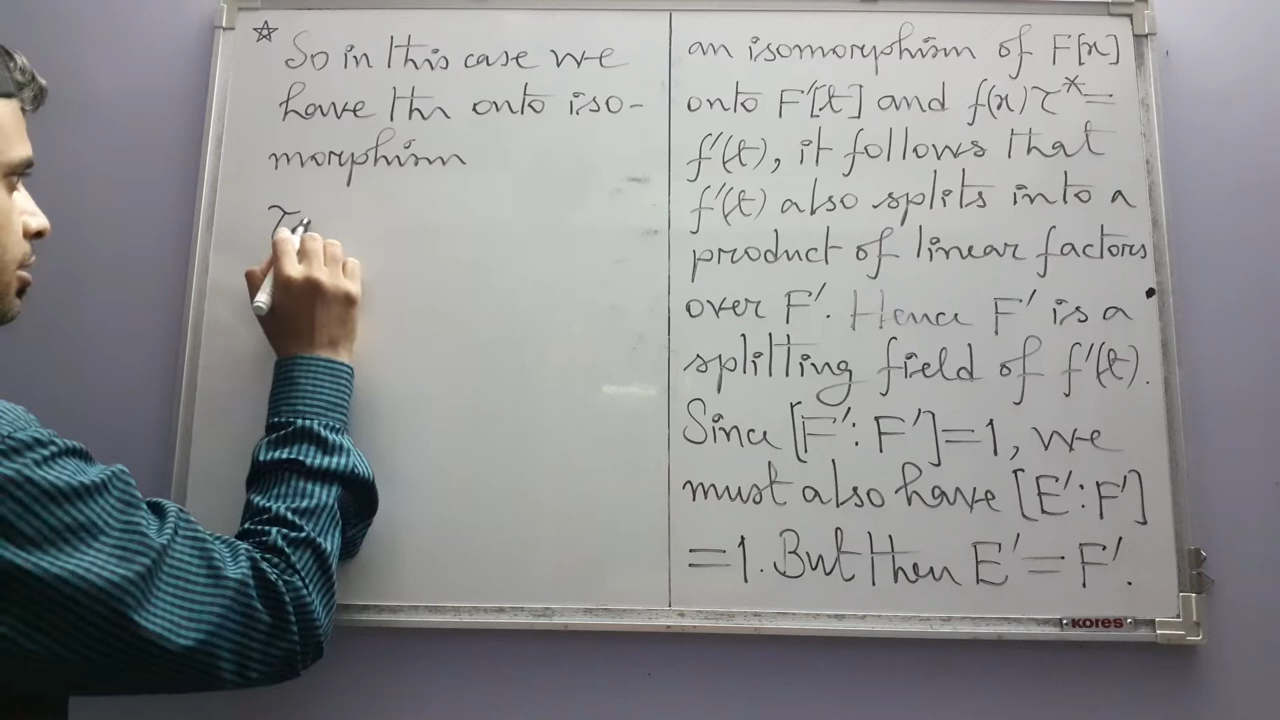 ☆ So in this case we
have the onto iso-
morphism
τ
an isomorphism of F[x]
onto F'[t] and f(x)τ*=
f'(t), it follows that
f'(t) also splits into a
product of linear factors
over F'. Hence F' is a
splitting field of f'(t).
Since [F':F']=1, we
must also have [E':F']
=1. But then E'=F'.
KORES